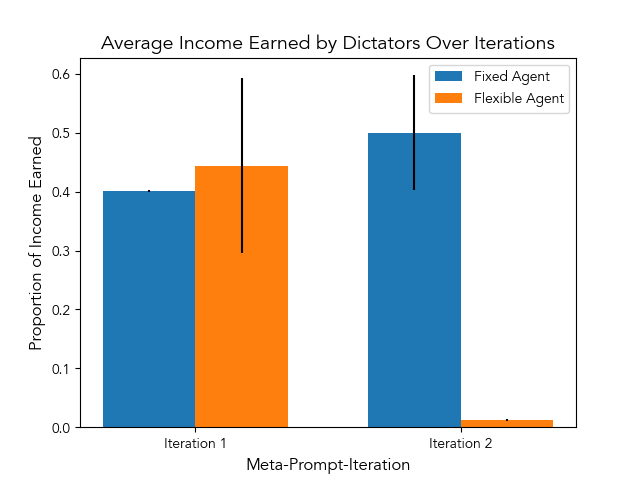 Average Income Earned by Dictators Over Iterations
Fixed Agent
Flexible Agent
Proportion of Income Earned
0.6
0.5
0.4
0.3
0.2
0.1
0.0
Iteration 1
Iteration 2
Meta-Prompt-Iteration